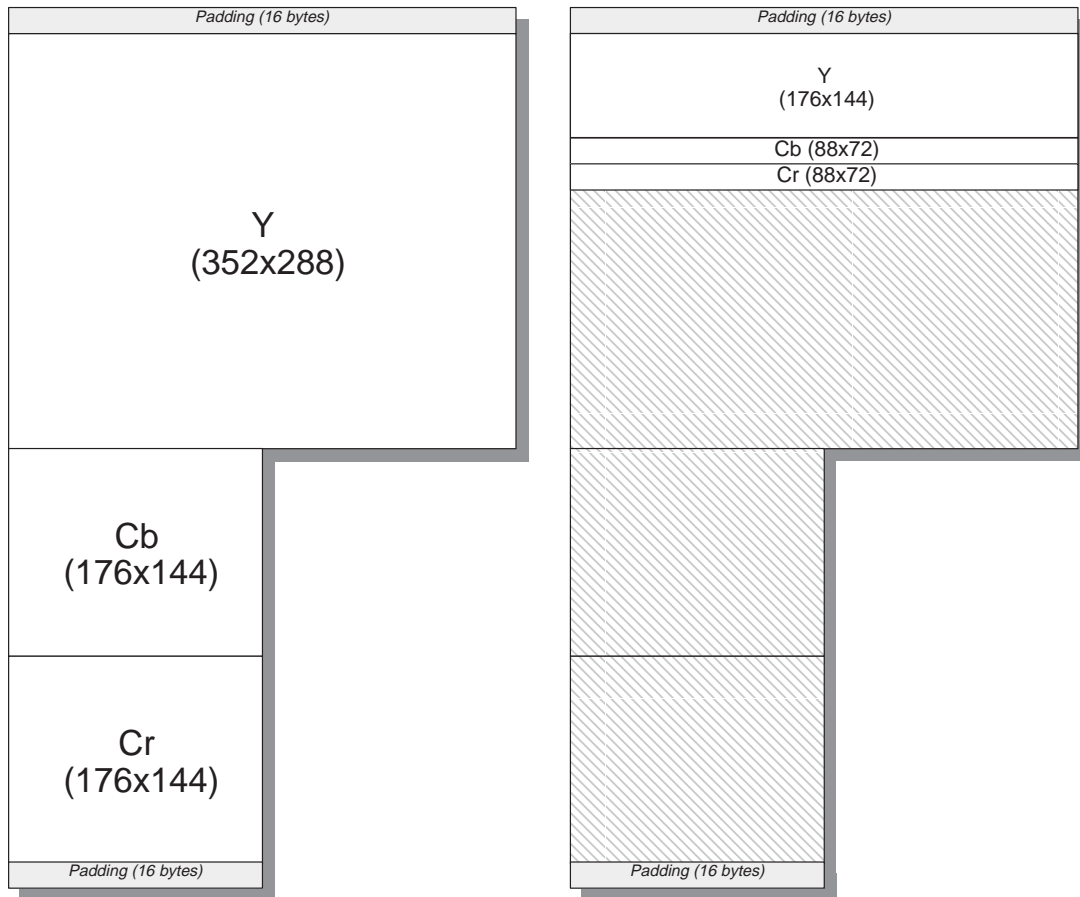 Padding (16 bytes)
Y
(352x288)
Cb
(176x144)
Cr
(176x144)
Padding (16 bytes)
Padding (16 bytes)
Y
(176x144)
Cb (88x72)
Cr (88x72)
Padding (16 bytes)